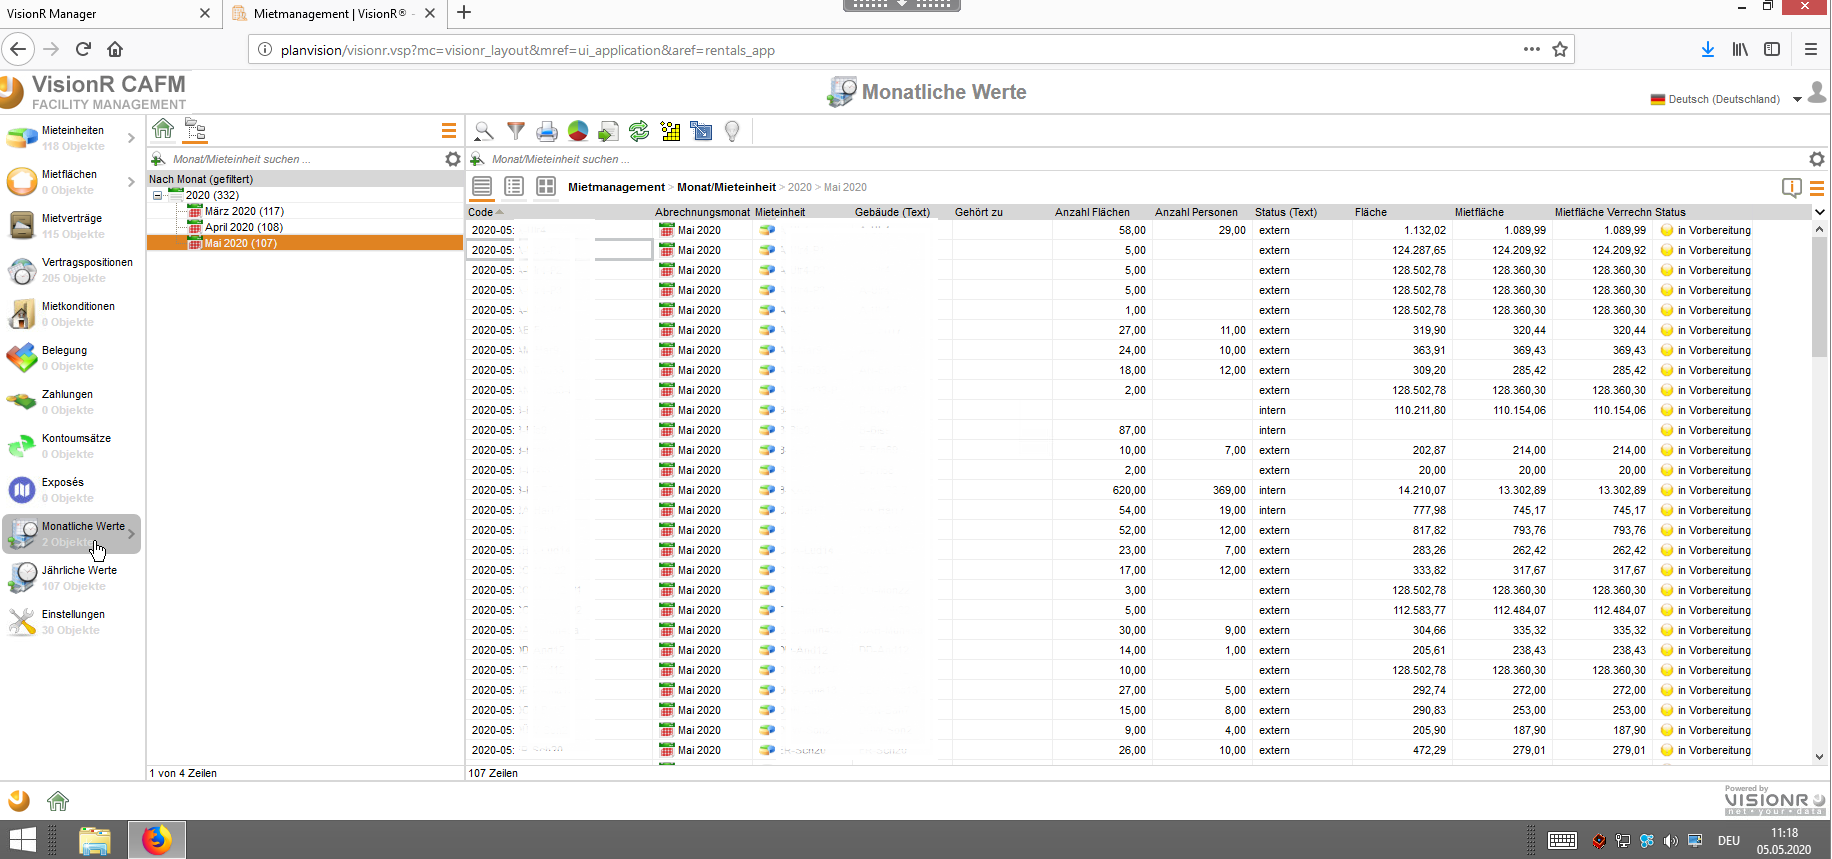 VisionR Manager
Mietmanagement | VisionR® -
planvision/visionr.vsp?mc=visionr_layout&mref=ui_application&aref=rentals_app
VisionR CAFM
FACILITY MANAGEMENT
Monatliche Werte
Deutsch (Deutschland)
Mieteinheiten
118 Objekte
Mietflächen
0 Objekte
Mietverträge
115 Objekte
Vertragspositionen
205 Objekte
Mietkonditionen
0 Objekte
Belegung
0 Objekte
Zahlungen
0 Objekte
Kontoumsätze
0 Objekte
Exposés
0 Objekte
Monatliche Werte
2 Objekte
Jährliche Werte
107 Objekte
Einstellungen
30 Objekte
Monat/Mieteinheit suchen ...
Nach Monat (gefiltert)
2020 (332)
März 2020 (117)
April 2020 (108)
Mai 2020 (107)
1 von 4 Zeilen
Monat/Mieteinheit suchen ...
Mietmanagement > Monat/Mieteinheit > 2020 > Mai 2020
Code Abrechnungsmonat Mieteinheit Gebäude (Text) Gehört zu Anzahl Flächen Anzahl Personen Status (Text) Fläche Mietfläche Mietfläche Verrechn Status
2020-05: Mai 2020 58,00 29,00 extern 1.132,02 1.089,99 1.089,99 in Vorbereitung
2020-05: Mai 2020 5,00 extern 124.287,65 124.209,92 124.209,92 in Vorbereitung
2020-05: Mai 2020 5,00 extern 128.502,78 128.360,30 128.360,30 in Vorbereitung
2020-05: Mai 2020 5,00 extern 128.502,78 128.360,30 128.360,30 in Vorbereitung
2020-05: Mai 2020 1,00 extern 128.502,78 128.360,30 128.360,30 in Vorbereitung
2020-05: Mai 2020 27,00 11,00 extern 319,90 320,44 320,44 in Vorbereitung
2020-05: Mai 2020 24,00 10,00 extern 363,91 369,43 369,43 in Vorbereitung
2020-05: Mai 2020 18,00 12,00 extern 309,20 285,42 285,42 in Vorbereitung
2020-05: Mai 2020 2,00 extern 128.502,78 128.360,30 128.360,30 in Vorbereitung
2020-05: Mai 2020 intern 110.211,80 110.154,06 110.154,06 in Vorbereitung
2020-05: Mai 2020 87,00 intern in Vorbereitung
2020-05: Mai 2020 10,00 7,00 extern 202,87 214,00 214,00 in Vorbereitung
2020-05: Mai 2020 2,00 extern 20,00 20,00 20,00 in Vorbereitung
2020-05: Mai 2020 620,00 369,00 intern 14.210,07 13.302,89 13.302,89 in Vorbereitung
2020-05: Mai 2020 54,00 19,00 intern 777,98 745,17 745,17 in Vorbereitung
2020-05: Mai 2020 52,00 12,00 extern 817,82 793,76 793,76 in Vorbereitung
2020-05: Mai 2020 23,00 7,00 extern 283,26 262,42 262,42 in Vorbereitung
2020-05: Mai 2020 17,00 12,00 extern 333,82 317,67 317,67 in Vorbereitung
2020-05: Mai 2020 3,00 extern 128.502,78 128.360,30 128.360,30 in Vorbereitung
2020-05: Mai 2020 5,00 extern 112.583,77 112.484,07 112.484,07 in Vorbereitung
2020-05: Mai 2020 30,00 9,00 extern 304,66 335,32 335,32 in Vorbereitung
2020-05: Mai 2020 14,00 1,00 extern 205,61 238,43 238,43 in Vorbereitung
2020-05: Mai 2020 10,00 extern 128.502,78 128.360,30 128.360,30 in Vorbereitung
2020-05: Mai 2020 27,00 5,00 extern 292,74 272,00 272,00 in Vorbereitung
2020-05: Mai 2020 15,00 8,00 extern 290,83 253,00 253,00 in Vorbereitung
2020-05: Mai 2020 9,00 4,00 extern 205,90 187,90 187,90 in Vorbereitung
2020-05: Mai 2020 26,00 10,00 extern 472,29 279,01 279,01 in Vorbereitung
107 Zeilen
Powered by
VISIONR
net • your • data
DEU
11:18
05.05.2020